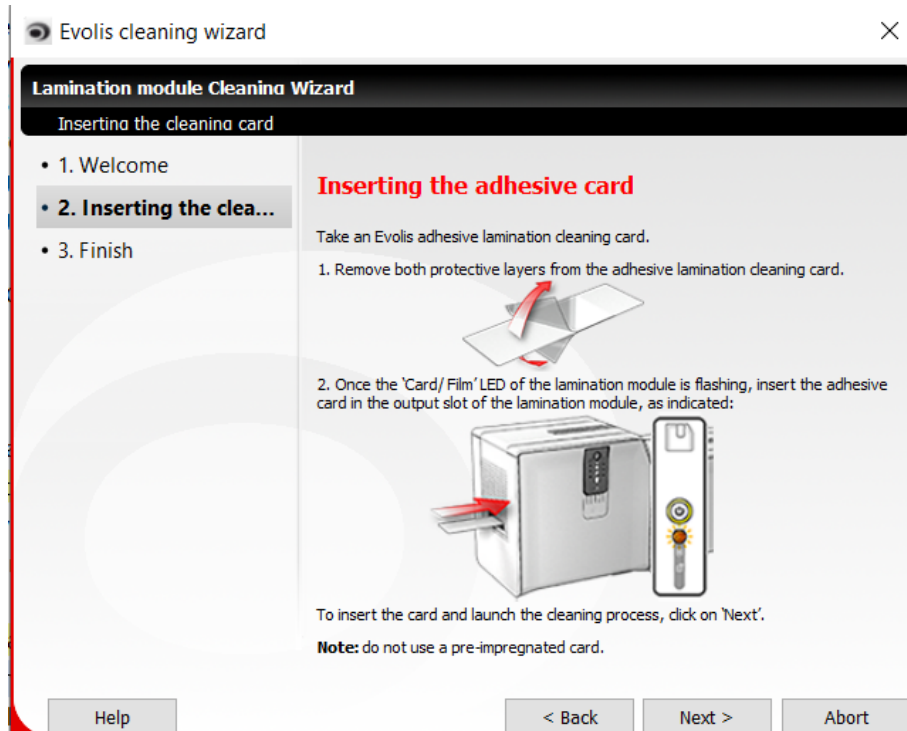 Evolis cleaning wizard
Lamination module Cleaning Wizard
Inserting the cleaning card
• 1. Welcome
• 2. Inserting the clea...
• 3. Finish
Inserting the adhesive card
Take an Evolis adhesive lamination cleaning card.
1. Remove both protective layers from the adhesive lamination cleaning card.
2. Once the ‘Card/ Film’ LED of the lamination module is flashing, insert the adhesive
card in the output slot of the lamination module, as indicated:
To insert the card and launch the cleaning process, click on ‘Next’.
Note: do not use a pre-impregnated card.
Help
< Back
Next >
Abort